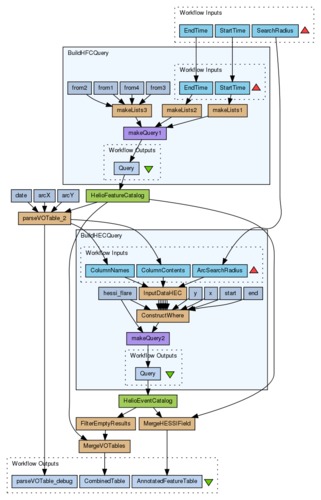 Workflow Inputs
EndTime StartTime SearchRadius
BuildHFCQuery
Workflow Inputs
from2 from1 from4 from3 EndTime StartTime
makeLists3 makeLists2 makeLists1
makeQuery1
Workflow Outputs
Query
date arcX arcY HelioFeatureCatalog
parseVOTable_2
BuildHECQuery
Workflow Inputs
ColumnNames ColumnContents ArcSearchRadius
hessi_flare InputDataHEC y x start end
ConstructWhere
makeQuery2
Workflow Outputs
Query
HelioEventCatalog
FilterEmptyResults MergeHESSIField
MergeVOTables
Workflow Outputs
parseVOTable_debug CombinedTable AnnotatedFeatureTable